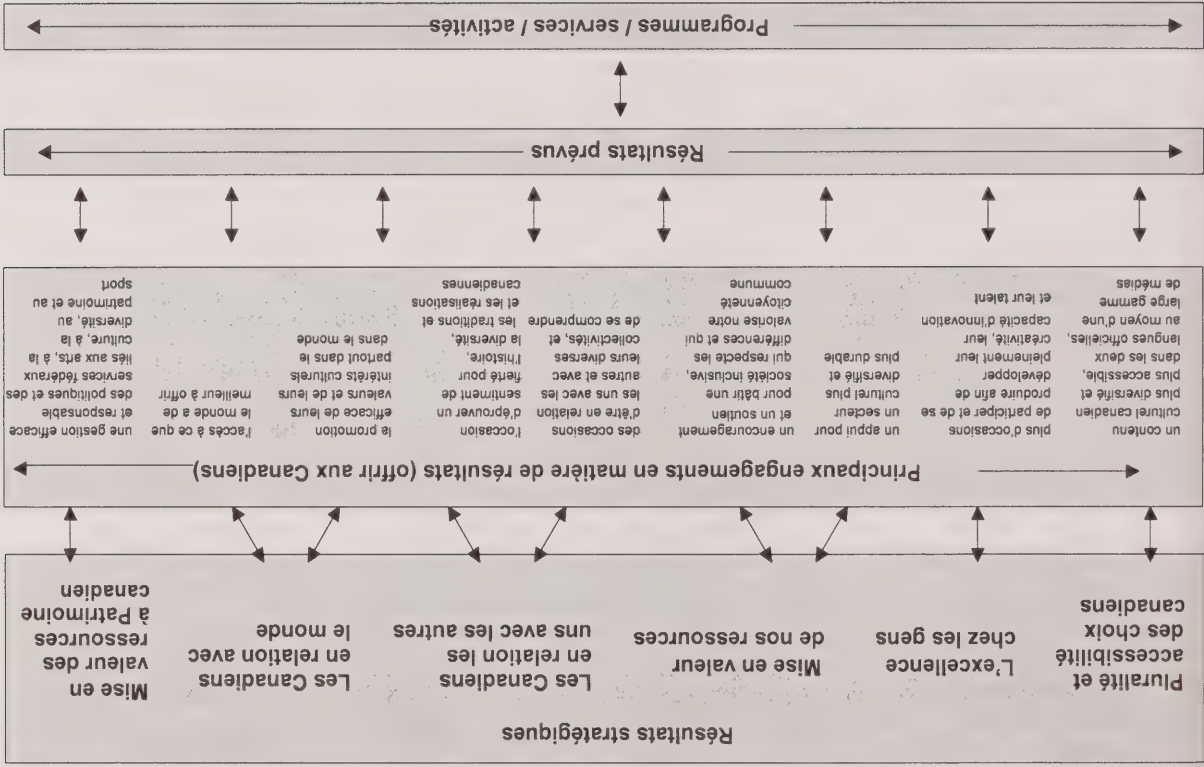 Résultats stratégiques
Pluralité et
accessibilité
des choix
canadiens
L'excellence
chez les gens
Mise en valeur
de nos ressources
Les Canadiens
en relation les
uns avec les autres
Les Canadiens
en relation avec
le monde
Mise en
valeur des
ressources
à Patrimoine
canadien
Principaux engagements en matière de résultats (offrir aux Canadiens)
un contenu
culturel canadien
plus diversifié et
plus accessible,
dans les deux
langues officielles,
au moyen d'une
large gamme
de médias
plus d'occasions
de participer et de se
produire afin de
développer
pleinement leur
créativité, leur
capacité d'innovation
et leur talent
un appui pour
un secteur
culturel plus
diversifié et
plus durable
un encouragement
et un soutien
pour bâtir une
société inclusive,
qui respecte les
différences et qui
valorise notre
citoyenneté
commune
des occasions
d'être en relation
les uns avec les
autres et avec
leurs diverses
collectivités, et
de se comprendre
l'occasion
d'éprouver un
sentiment de
fierté pour
l'histoire,
la diversité,
les traditions et
et les réalisations
canadiennes
la promotion
efficace de leurs
valeurs et de leurs
intérêts culturels
partout dans le
dans le monde
l'accès à ce que
le monde a de
meilleur à offrir
une gestion efficace
et responsable
des politiques et des
services fédéraux
liés aux arts, à la
culture, à la
diversité, au
patrimoine et au
sport
Résultats prévus
Programmes / services / activités